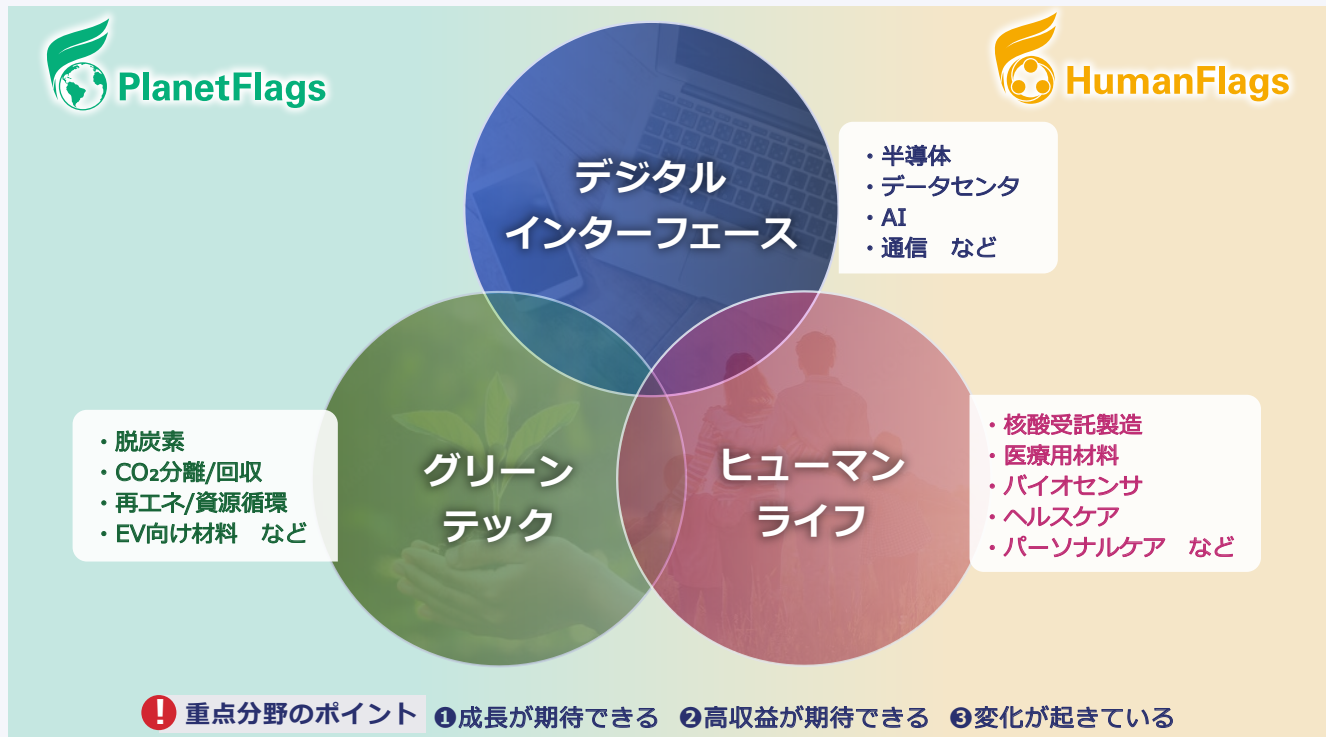 PlanetFlags
HumanFlags
デジタル
インターフェース
・半導体
・データセンタ
・AI
・通信　など
グリーン
テック
・脱炭素
・CO₂分離/回収
・再エネ/資源循環
・EV向け材料　など
ヒューマン
ライフ
・核酸受託製造
・医療用材料
・バイオセンサ
・ヘルスケア
・パーソナルケア　など
! 重点分野のポイント ❶成長が期待できる ❷高収益が期待できる ❸変化が起きている